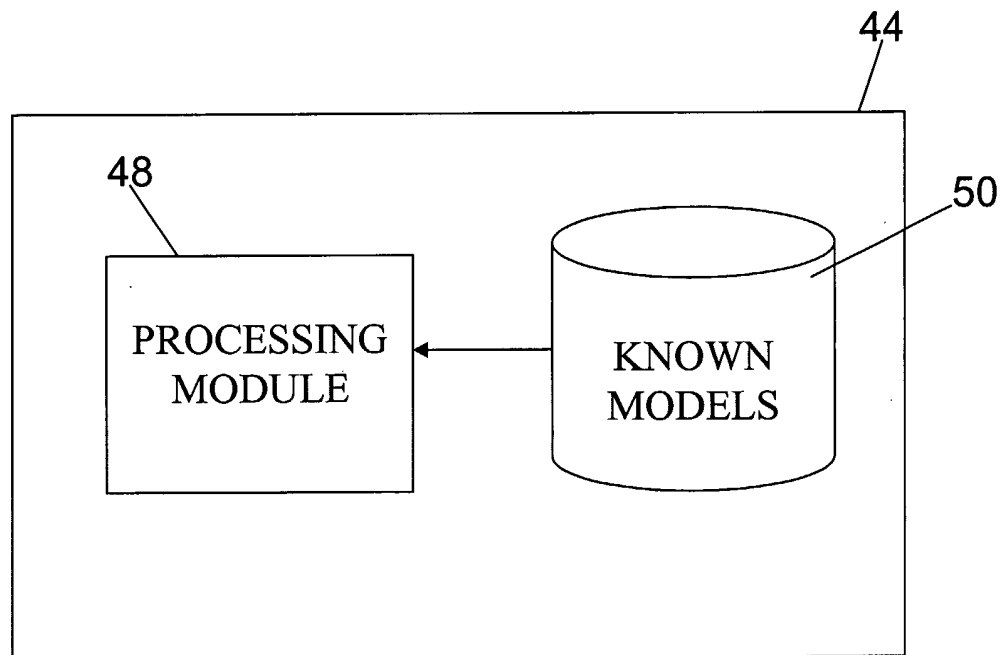 44
48
50
PROCESSING
MODULE
KNOWN
MODELS